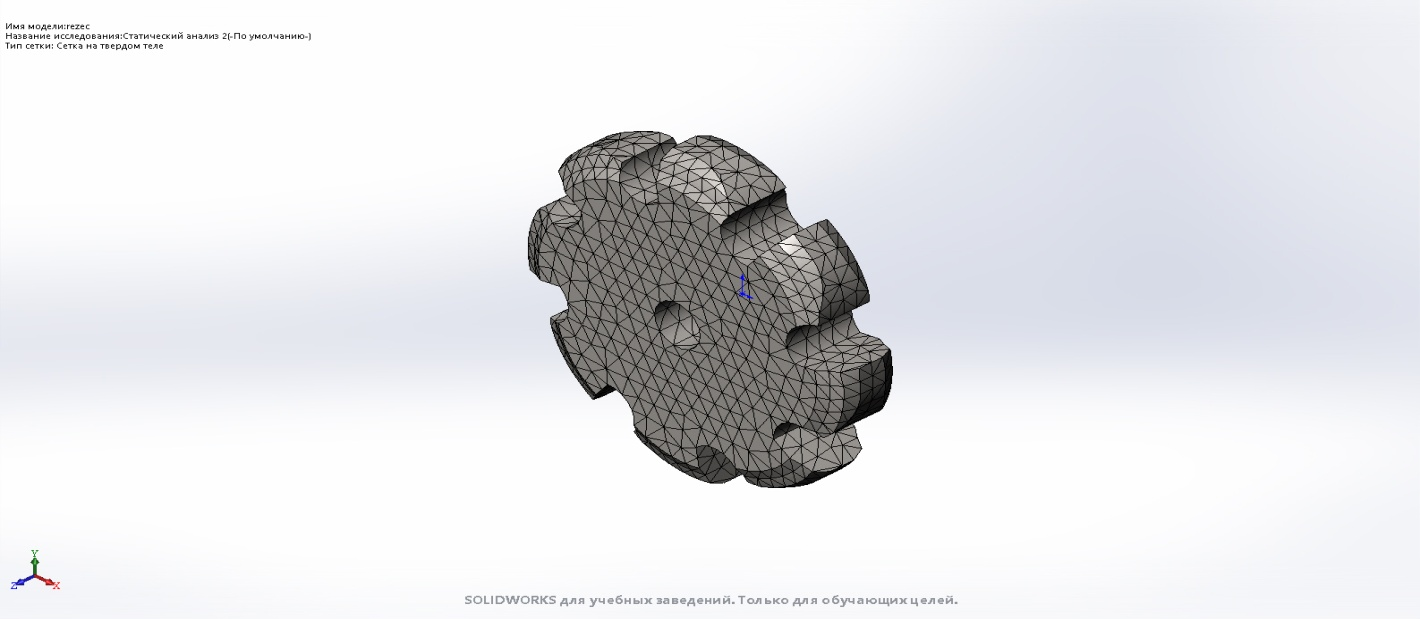 Имя модели:rezec
Название исследования:Статический анализ 2(-По умолчанию-)
Тип сетки: Сетка на твердом теле
Y
Z
X
SOLIDWORKS для учебных заведений. Только для обучающих целей.